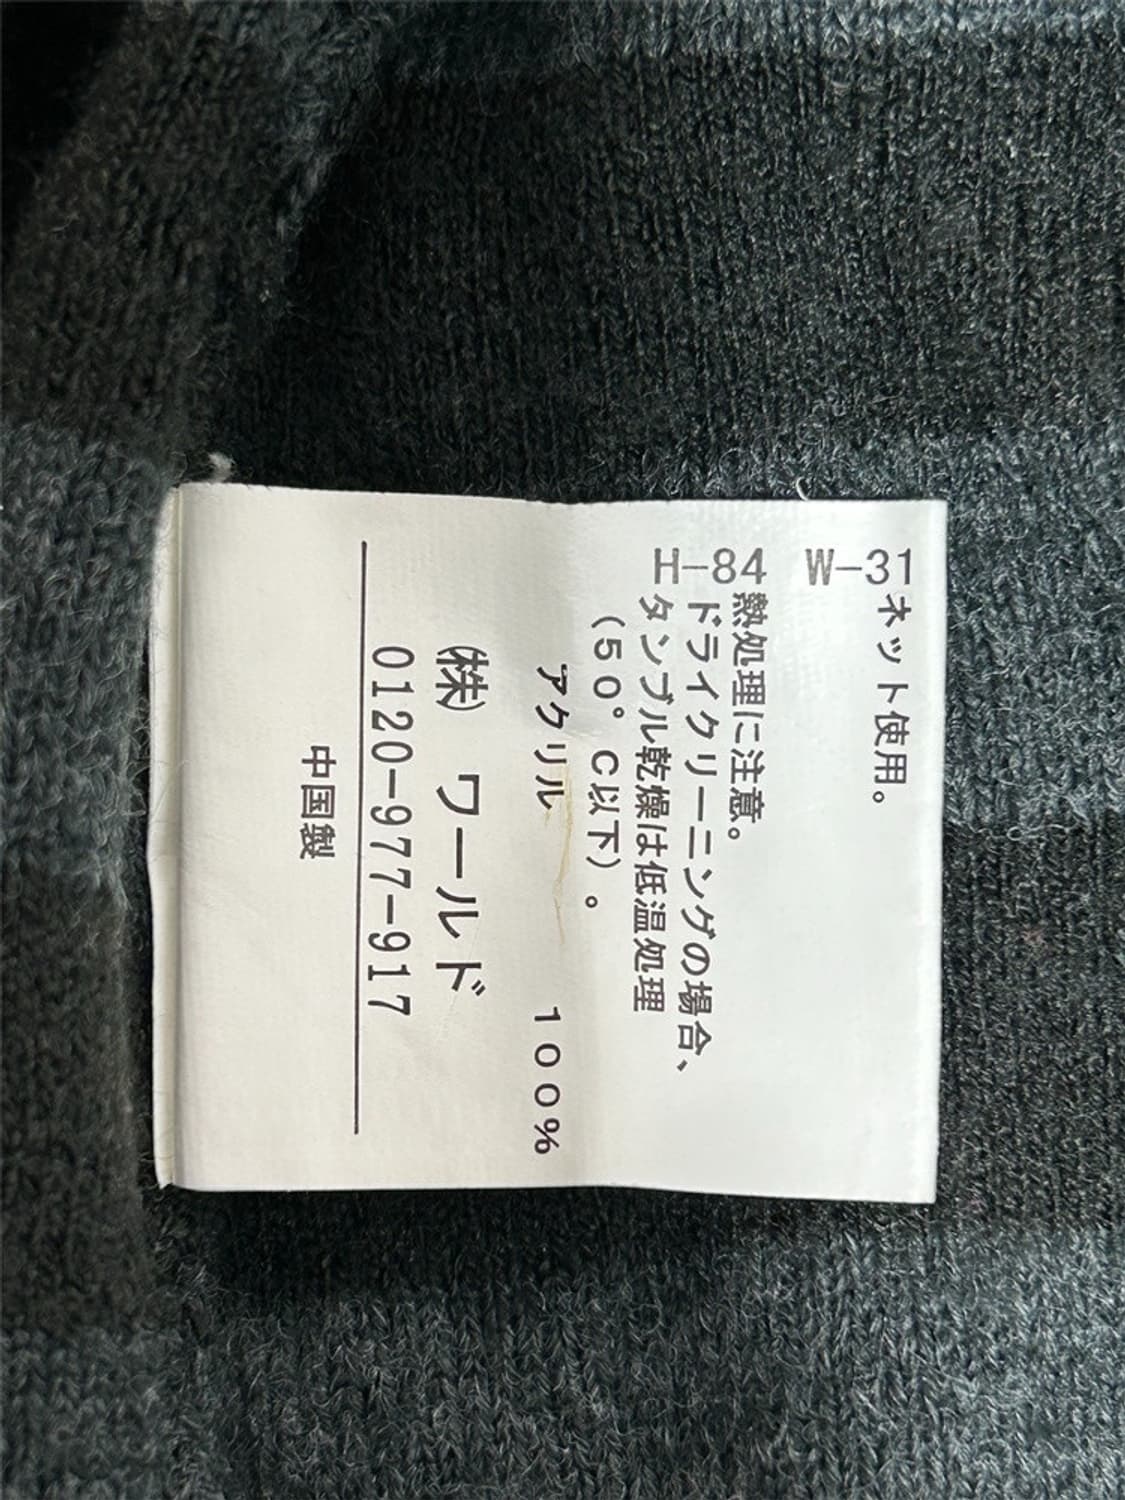 W-31
ネット使用。
H-84
熱処理に注意。
ドライクリーニングの場合、
タンブル乾燥は低温処理
(50°C以下)。
アクリル 100%
㈱ ワールド
0120-977-917
中国製